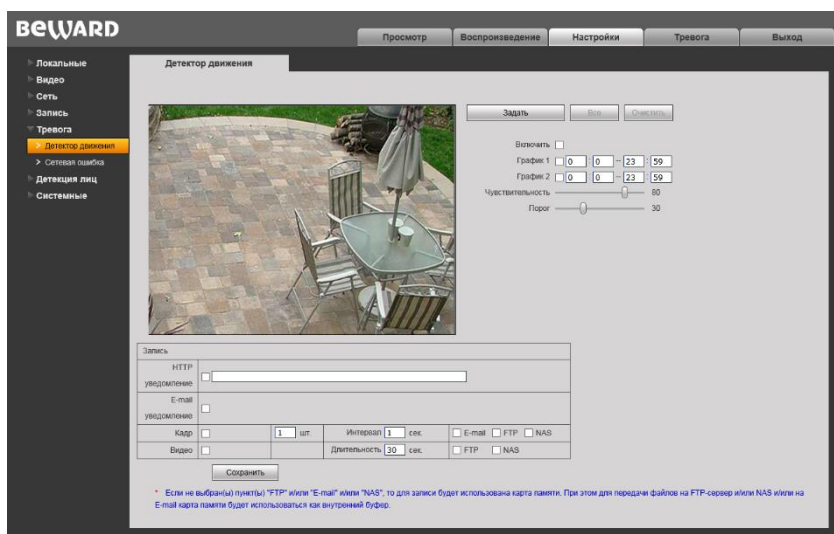 BEWARD
Просмотр Воспроизведение Настройки Тревога Выход
Локальные
Видео
Сеть
Запись
Тревога
> Детектор движения
> Сетевая ошибка
Детекция лиц
Системные
Детектор движения
Задать Все Очистить
Включить
График 1 0 : 0 -- 23 : 59
График 2 0 : 0 -- 23 : 59
Чувствительность 80
Порог 30
Запись
HTTP
уведомление
E-mail
уведомление
Кадр 1 шт. Интервал 1 сек. E-mail FTP NAS
Видео Длительность 30 сек. FTP NAS
Сохранить
* Если не выбран(ы) пункт(ы) "FTP" и/или "E-mail" и/или "NAS", то для записи будет использована карта памяти. При этом для передачи файлов на FTP-сервер и/или NAS и/или на
E-mail карта памяти будет использоваться как внутренний буфер.